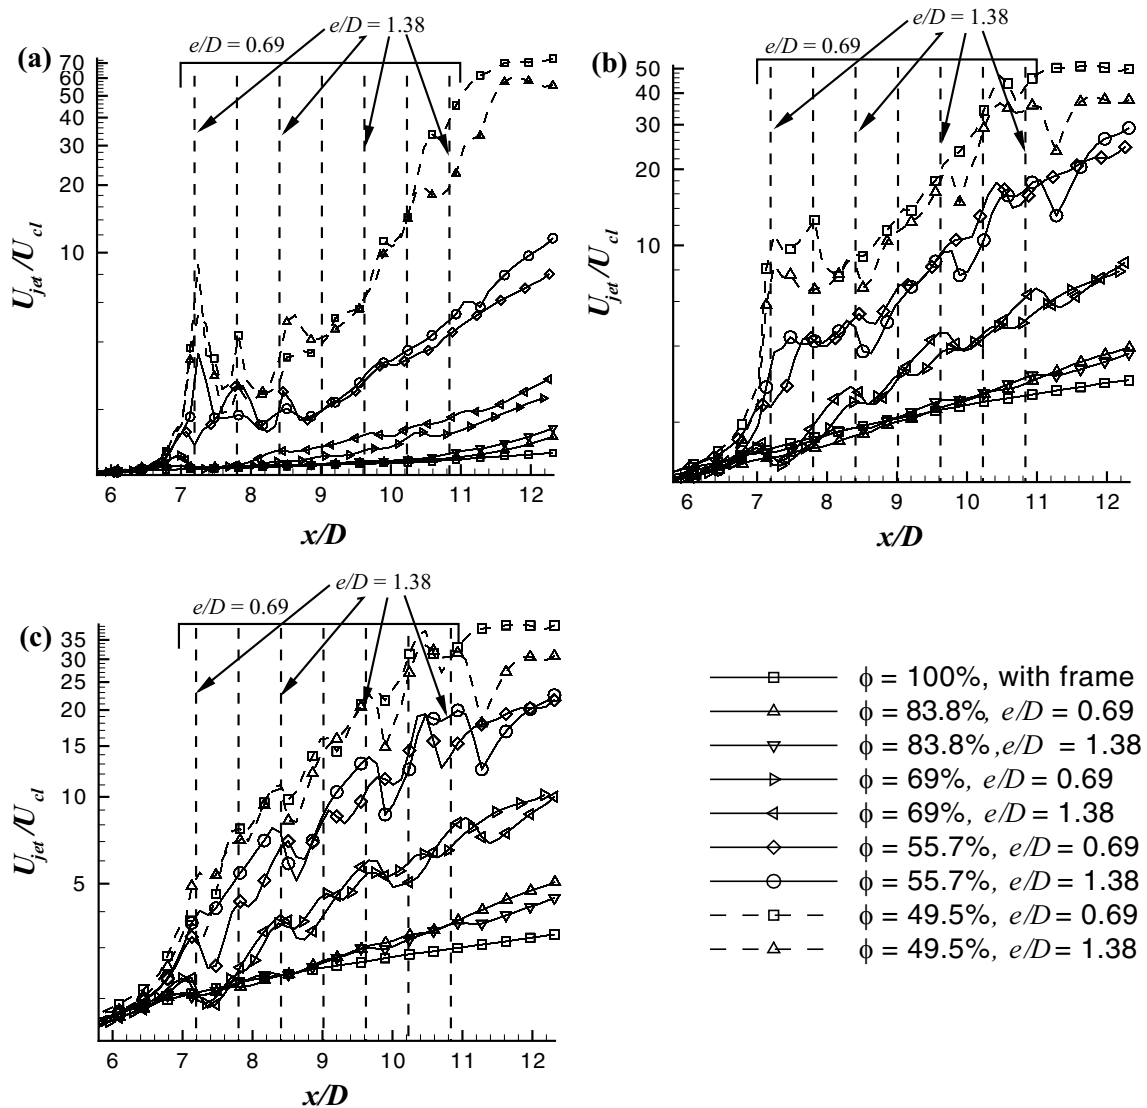 (a)
e/D = 1.38
e/D = 0.69
70
60
50
40
30
20
10
U_jet/U_cl
6 7 8 9 10 11 12
x/D
(b)
e/D = 1.38
e/D = 0.69
50
40
30
20
10
U_jet/U_cl
6 7 8 9 10 11 12
x/D
(c)
e/D = 1.38
e/D = 0.69
35
30
25
20
15
10
5
U_jet/U_cl
6 7 8 9 10 11 12
x/D
ϕ = 100%, with frame
ϕ = 83.8%, e/D = 0.69
ϕ = 83.8% ,e/D = 1.38
ϕ = 69%, e/D = 0.69
ϕ = 69%, e/D = 1.38
ϕ = 55.7%, e/D = 0.69
ϕ = 55.7%, e/D = 1.38
ϕ = 49.5%, e/D = 0.69
ϕ = 49.5%, e/D = 1.38